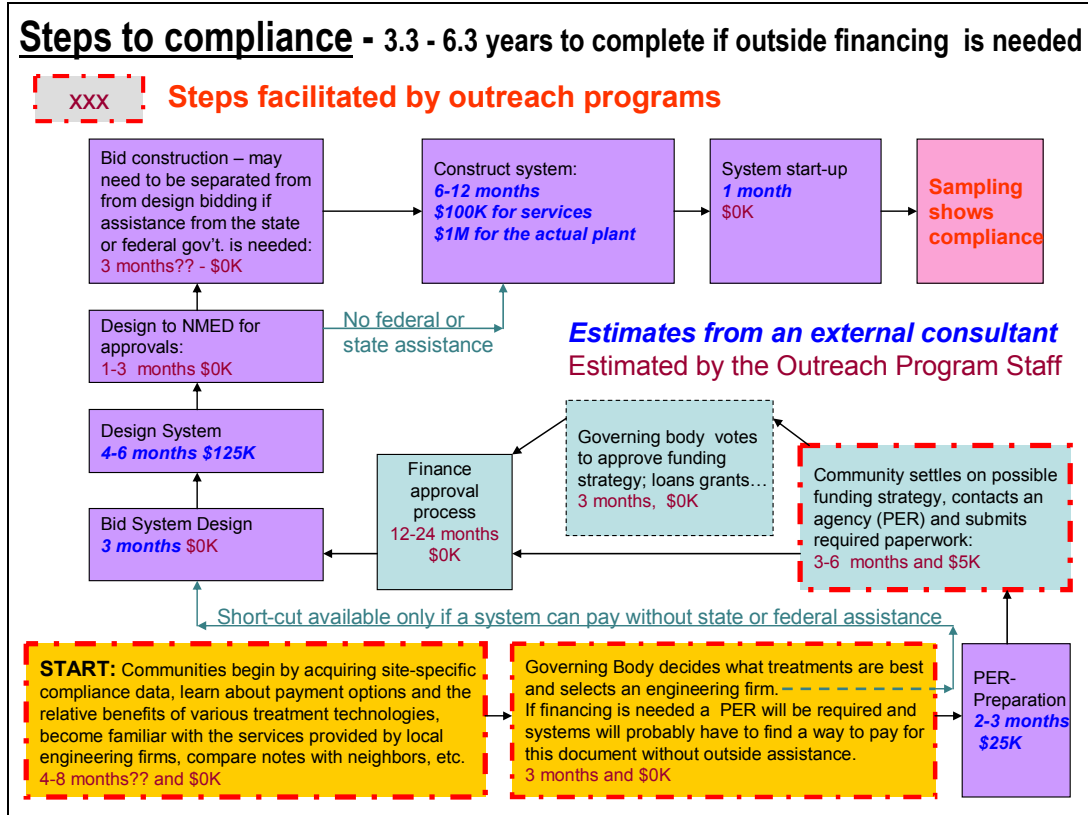 Steps to compliance - 3.3 - 6.3 years to complete if outside financing  is needed
xxx
Steps facilitated by outreach programs
Bid construction – may
need to be separated from
from design bidding if
assistance from the state
or federal gov't. is needed:
3 months?? - $0K
Construct system:
6-12 months
$100K for services
$1M for the actual plant
System start-up
1 month
$0K
Sampling
shows
compliance
Design to NMED for
approvals:
1-3  months $0K
No federal or
state assistance
Estimates from an external consultant
Estimated by the Outreach Program Staff
Design System
4-6 months $125K
Bid System Design
3 months $0K
Finance
approval
process
12-24 months
$0K
Governing body  votes
to approve funding
strategy; loans grants…
3 months,  $0K
Community settles on possible
funding strategy, contacts an
agency (PER) and submits
required paperwork:
3-6  months and $5K
Short-cut available only if a system can pay without state or federal assistance
START: Communities begin by acquiring site-specific
compliance data, learn about payment options and the
relative benefits of various treatment technologies,
become familiar with the services provided by local
engineering firms, compare notes with neighbors, etc.
4-8 months?? and $0K
Governing Body decides what treatments are best
and selects an engineering firm.
If financing is needed a  PER will be required and
systems will probably have to find a way to pay for
this document without outside assistance.
3 months and $0K
PER-
Preparation
2-3 months
$25K